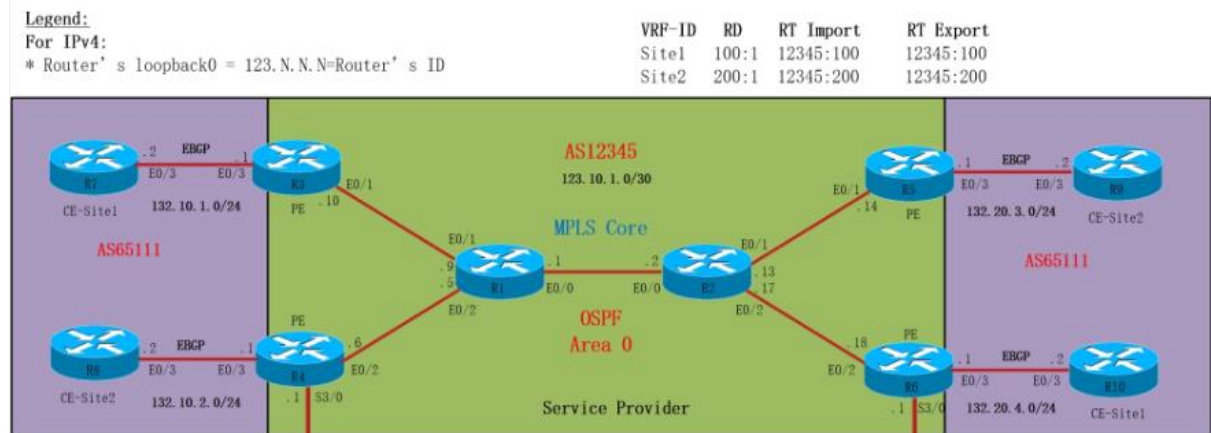 Legend:
For IPv4:
* Router's loopback0 = 123.N.N.N=Router's ID
VRF-ID RD RT Import RT Export
Site1 100:1 12345:100 12345:100
Site2 200:1 12345:200 12345:200
.2 EBGP .1
R7 E0/3 E0/3 R3
CE-Site1 132.10.1.0/24 PE .10 E0/1
AS65111
AS12345
123.10.1.0/30
MPLS Core
E0/1 .9 R1 .1 E0/0
.5 E0/2
.2 E0/0 R2 E0/1 .13
.17 E0/2
OSPF
Area 0
.2 EBGP .1
E0/3 E0/3 R4
CE-Site2 132.10.2.0/24
PE .6 E0/2
.1 S3/0
Service Provider
E0/1 .14 R5 PE
.1 EBGP .2
E0/3 E0/3 R9
132.20.3.0/24 CE-Site2
AS65111
PE .18 E0/2 R6
.1 EBGP .2
E0/3 E0/3 R10
.1 S3/0 132.20.4.0/24 CE-Site1